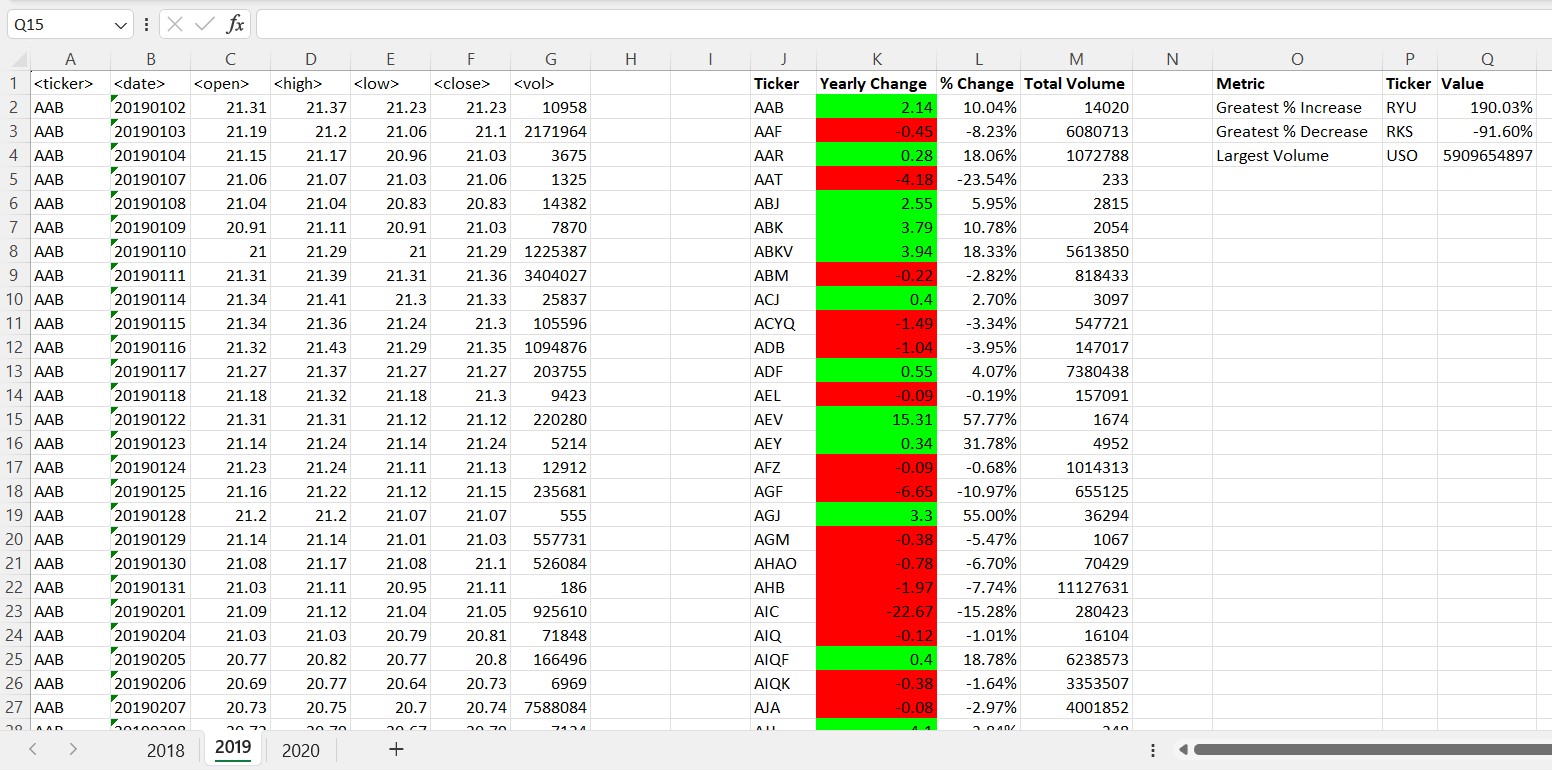 Q15 fx
A B C D E F G H I J K L M N O P Q
1 <ticker> <date> <open> <high> <low> <close> <vol> Ticker Yearly Change % Change Total Volume Metric Ticker Value
2 AAB 20190102 21.31 21.37 21.23 21.23 10958 AAB 2.14 10.04% 14020 Greatest % Increase RYU 190.03%
3 AAB 20190103 21.19 21.2 21.06 21.1 2171964 AAF -0.45 -8.23% 6080713 Greatest % Decrease RKS -91.60%
4 AAB 20190104 21.15 21.17 20.96 21.03 3675 AAR 0.28 18.06% 1072788 Largest Volume USO 5909654897
5 AAB 20190107 21.06 21.07 21.03 21.06 1325 AAT -4.18 -23.54% 233
6 AAB 20190108 21.04 21.04 20.83 20.83 14382 ABJ 2.55 5.95% 2815
7 AAB 20190109 20.91 21.11 20.91 21.03 7870 ABK 3.79 10.78% 2054
8 AAB 20190110 21 21.29 21 21.29 1225387 ABKV 3.94 18.33% 5613850
9 AAB 20190111 21.31 21.39 21.31 21.36 3404027 ABM -0.22 -2.82% 818433
10 AAB 20190114 21.34 21.41 21.3 21.33 25837 ACJ 0.4 2.70% 3097
11 AAB 20190115 21.34 21.36 21.24 21.3 105596 ACYQ -1.49 -3.34% 547721
12 AAB 20190116 21.32 21.43 21.29 21.35 1094876 ADB -1.04 -3.95% 147017
13 AAB 20190117 21.27 21.37 21.27 21.27 203755 ADF 0.55 4.07% 7380438
14 AAB 20190118 21.18 21.32 21.18 21.3 9423 AEL -0.09 -0.19% 157091
15 AAB 20190122 21.31 21.31 21.12 21.12 220280 AEV 15.31 57.77% 1674
16 AAB 20190123 21.14 21.24 21.14 21.24 5214 AEY 0.34 31.78% 4952
17 AAB 20190124 21.23 21.24 21.11 21.13 12912 AFZ -0.09 -0.68% 1014313
18 AAB 20190125 21.16 21.22 21.12 21.15 235681 AGF -6.65 -10.97% 655125
19 AAB 20190128 21.2 21.2 21.07 21.07 555 AGJ 3.3 55.00% 36294
20 AAB 20190129 21.14 21.14 21.01 21.03 557731 AGM -0.38 -5.47% 1067
21 AAB 20190130 21.08 21.17 21.08 21.1 526084 AHAO -0.78 -6.70% 70429
22 AAB 20190131 21.03 21.11 20.95 21.11 186 AHB -1.97 -7.74% 11127631
23 AAB 20190201 21.09 21.12 21.04 21.05 925610 AIC -22.67 -15.28% 280423
24 AAB 20190204 21.03 21.03 20.79 20.81 71848 AIQ -0.12 -1.01% 16104
25 AAB 20190205 20.77 20.82 20.77 20.8 166496 AIQF 0.4 18.78% 6238573
26 AAB 20190206 20.69 20.77 20.64 20.73 6969 AIQK -0.38 -1.64% 3353507
27 AAB 20190207 20.73 20.75 20.7 20.74 7588084 AJA -0.08 -2.97% 4001852
2018 2019 2020